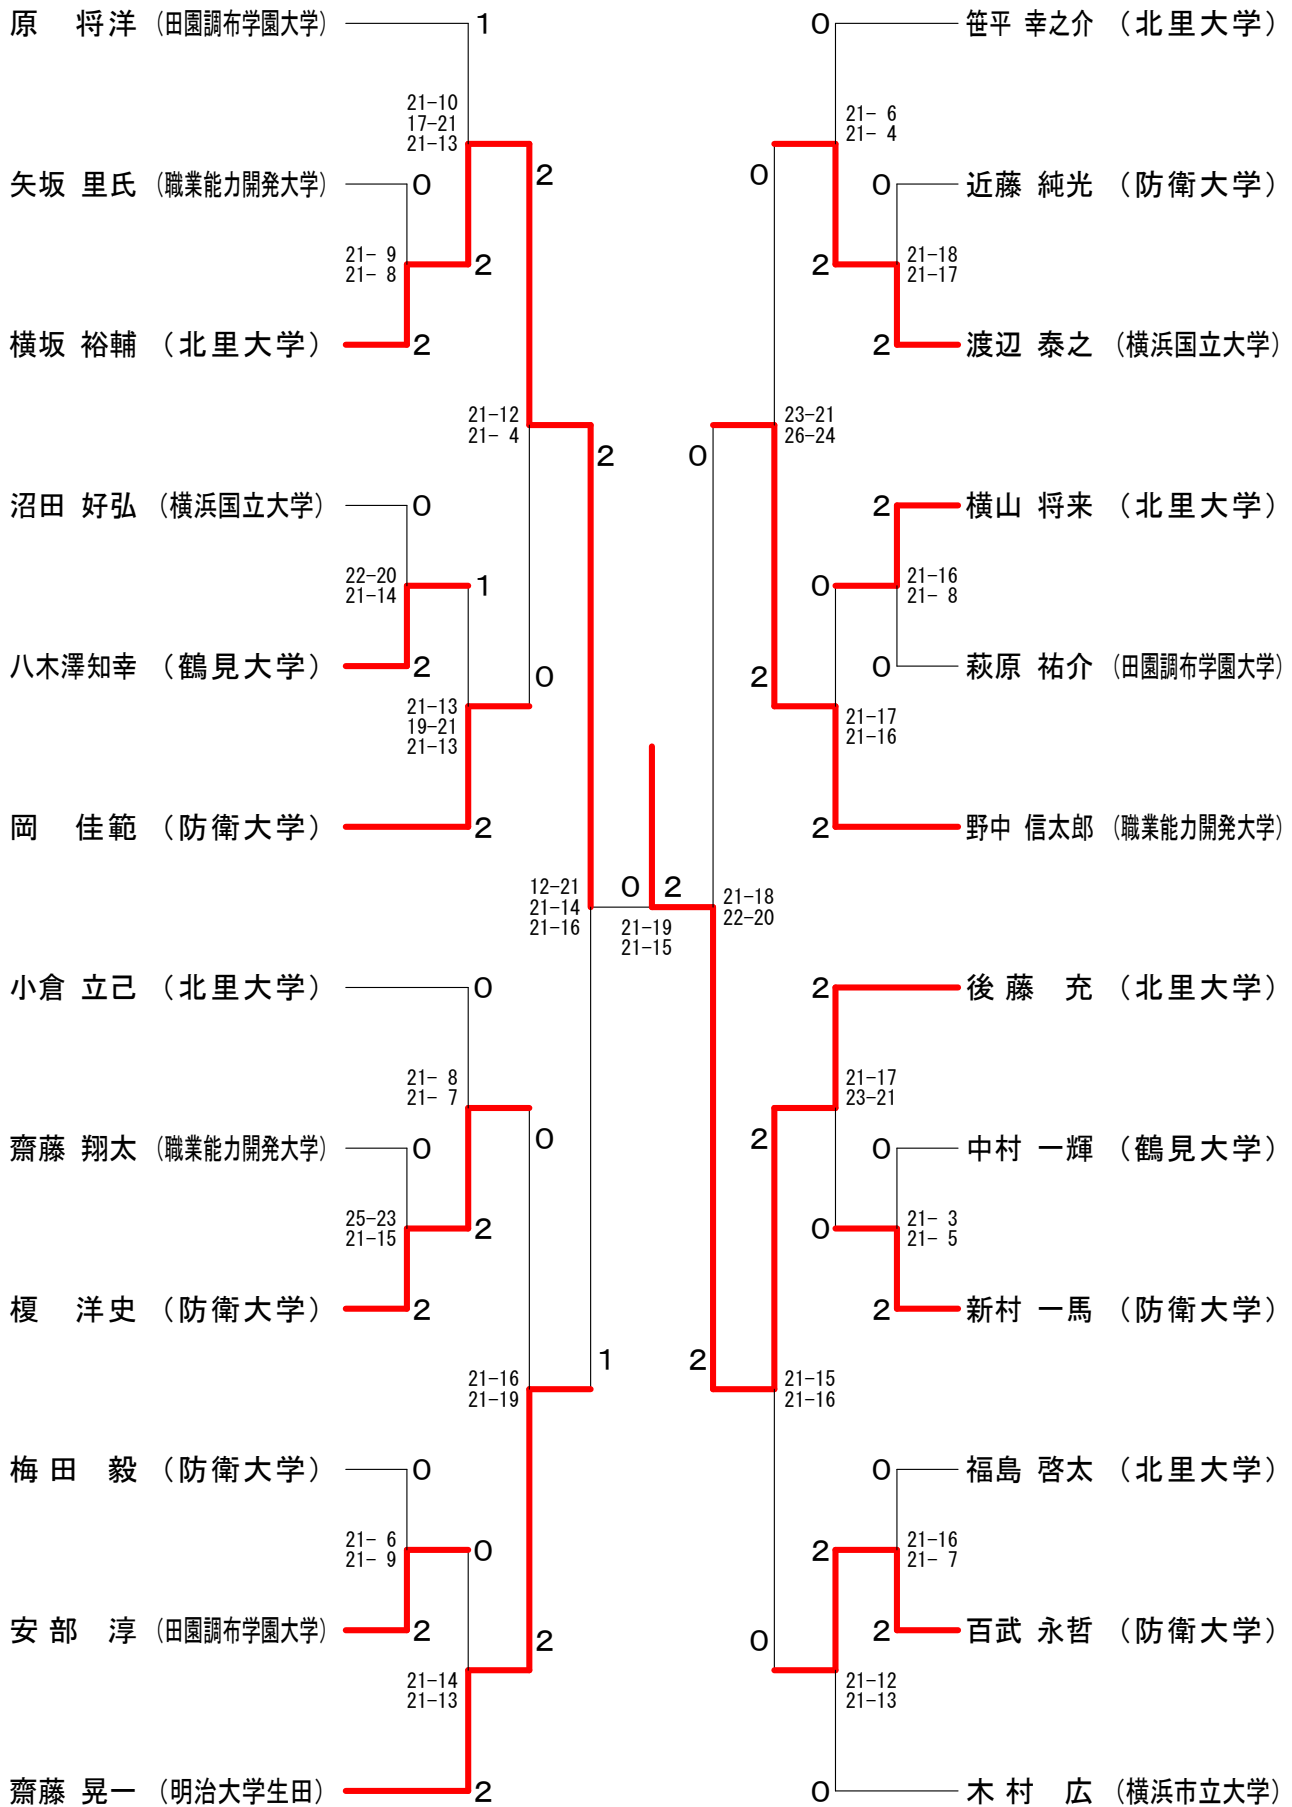 原　将洋 (田園調布学園大学) 1
0 笹平 幸之介 (北里大学)
21-10
17-21
21-13
21- 6
21- 4
2
0
矢坂 里氏 (職業能力開発大学) 0
0 近藤 純光 (防衛大学)
21- 9
21- 8
2
2
21-18
21-17
横坂 裕輔 (北里大学) 2
2 渡辺 泰之 (横浜国立大学)
21-12
21- 4
23-21
26-24
2
0
沼田 好弘 (横浜国立大学) 0
2 横山 将来 (北里大学)
22-20
21-14
1
0
21-16
21- 8
八木澤知幸 (鶴見大学) 2
0 萩原 祐介 (田園調布学園大学)
0
2
21-13
19-21
21-13
21-17
21-16
岡　佳範 (防衛大学) 2
2 野中 信太郎 (職業能力開発大学)
12-21
21-14
21-16
0 2
21-19
21-15
21-18
22-20
小倉 立己 (北里大学) 0
2 後藤　充 (北里大学)
21- 8
21- 7
21-17
23-21
0
2
齋藤 翔太 (職業能力開発大学) 0
0 中村 一輝 (鶴見大学)
25-23
21-15
2
0
21- 3
21- 5
榎　洋史 (防衛大学) 2
2 新村 一馬 (防衛大学)
1
2
21-16
21-19
21-15
21-16
梅田　毅 (防衛大学) 0
0 福島 啓太 (北里大学)
21- 6
21- 9
0
2
21-16
21- 7
安部　淳 (田園調布学園大学) 2
2 百武 永哲 (防衛大学)
2
0
21-14
21-13
21-12
21-13
齋藤 晃一 (明治大学生田) 2
0 木村　広 (横浜市立大学)